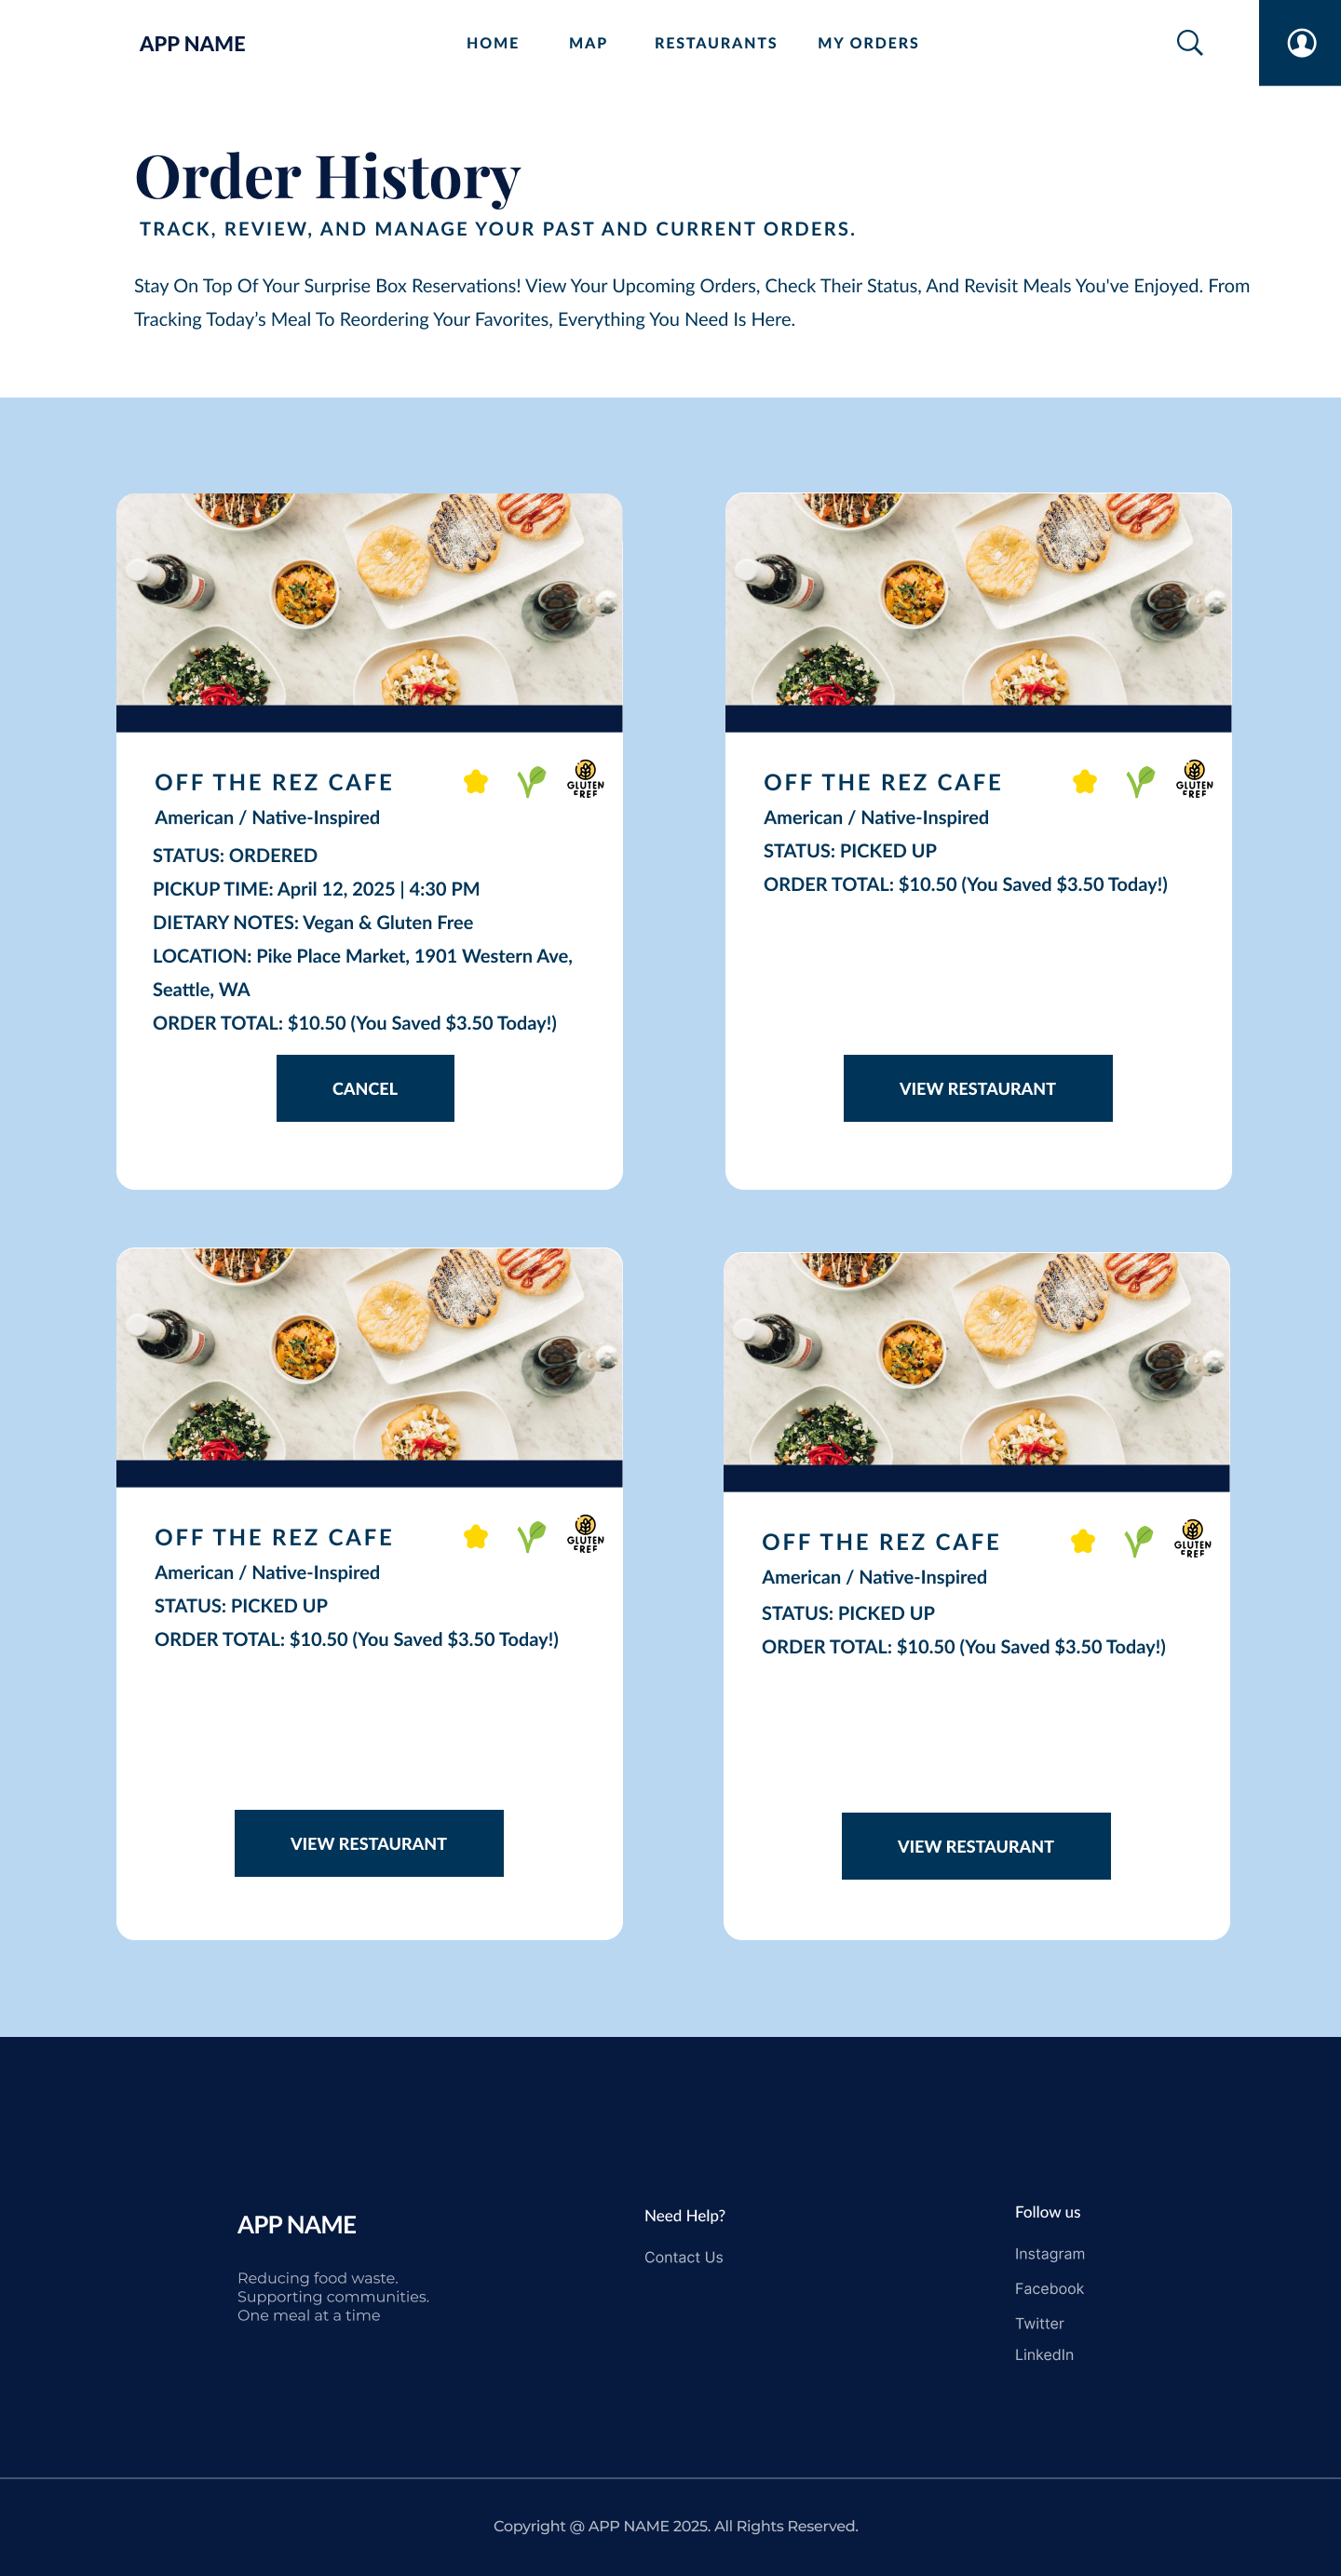 APP NAME
HOME MAP RESTAURANTS MY ORDERS
Order History
TRACK, REVIEW, AND MANAGE YOUR PAST AND CURRENT ORDERS.
Stay On Top Of Your Surprise Box Reservations! View Your Upcoming Orders, Check Their Status, And Revisit Meals You've Enjoyed. From
Tracking Today’s Meal To Reordering Your Favorites, Everything You Need Is Here.
OFF THE REZ CAFE
GLUTEN
FREE
American / Native-Inspired
STATUS: ORDERED
PICKUP TIME: April 12, 2025 | 4:30 PM
DIETARY NOTES: Vegan & Gluten Free
LOCATION: Pike Place Market, 1901 Western Ave,
Seattle, WA
ORDER TOTAL: $10.50 (You Saved $3.50 Today!)
CANCEL
OFF THE REZ CAFE
GLUTEN
FREE
American / Native-Inspired
STATUS: PICKED UP
ORDER TOTAL: $10.50 (You Saved $3.50 Today!)
VIEW RESTAURANT
OFF THE REZ CAFE
GLUTEN
FREE
American / Native-Inspired
STATUS: PICKED UP
ORDER TOTAL: $10.50 (You Saved $3.50 Today!)
VIEW RESTAURANT
OFF THE REZ CAFE
GLUTEN
FREE
American / Native-Inspired
STATUS: PICKED UP
ORDER TOTAL: $10.50 (You Saved $3.50 Today!)
VIEW RESTAURANT
APP NAME
Reducing food waste.
Supporting communities.
One meal at a time
Need Help?
Contact Us
Follow us
Instagram
Facebook
Twitter
LinkedIn
Copyright @ APP NAME 2025. All Rights Reserved.